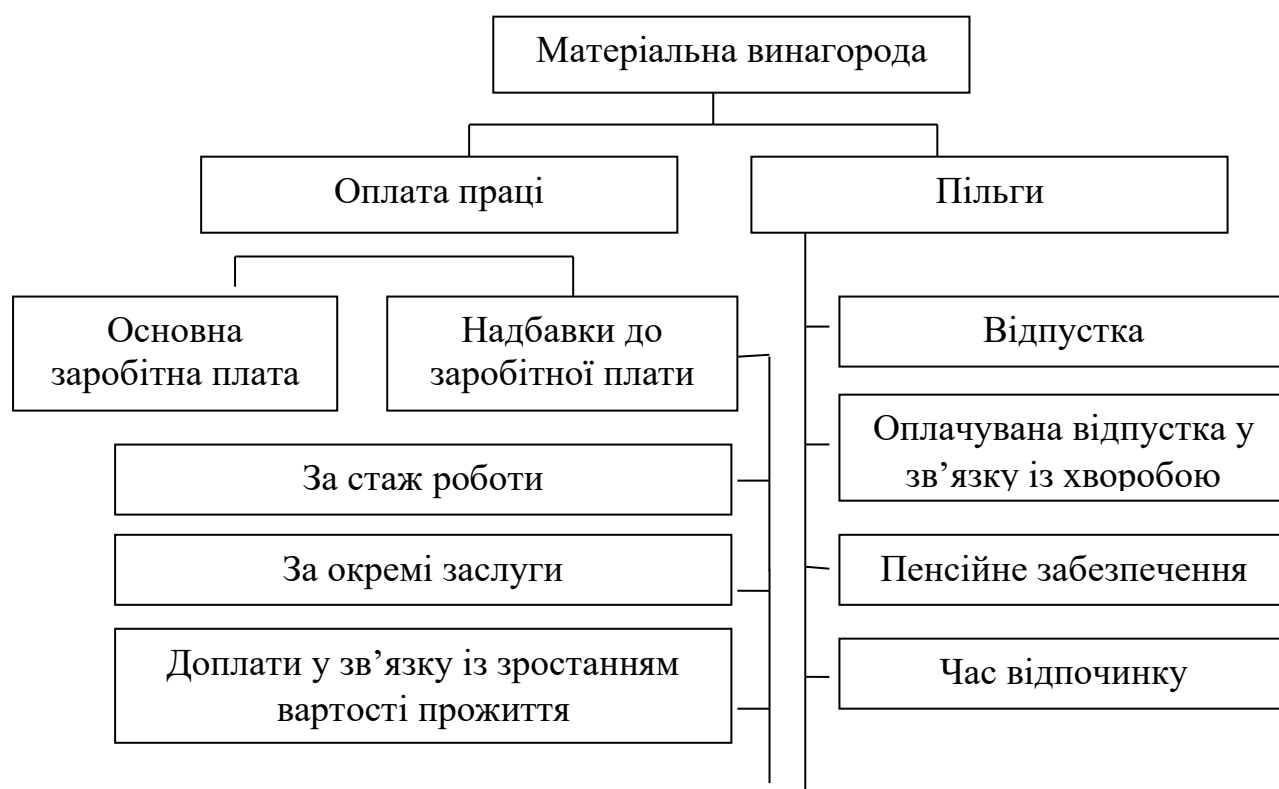 Матеріальна винагорода
Оплата праці
Пільги
Основна
заробітна плата
Надбавки до
заробітної плати
Відпустка
Оплачувана відпустка у
зв’язку із хворобою
За стаж роботи
За окремі заслуги
Пенсійне забезпечення
Доплати у зв’язку із зростанням
вартості прожиття
Час відпочинку